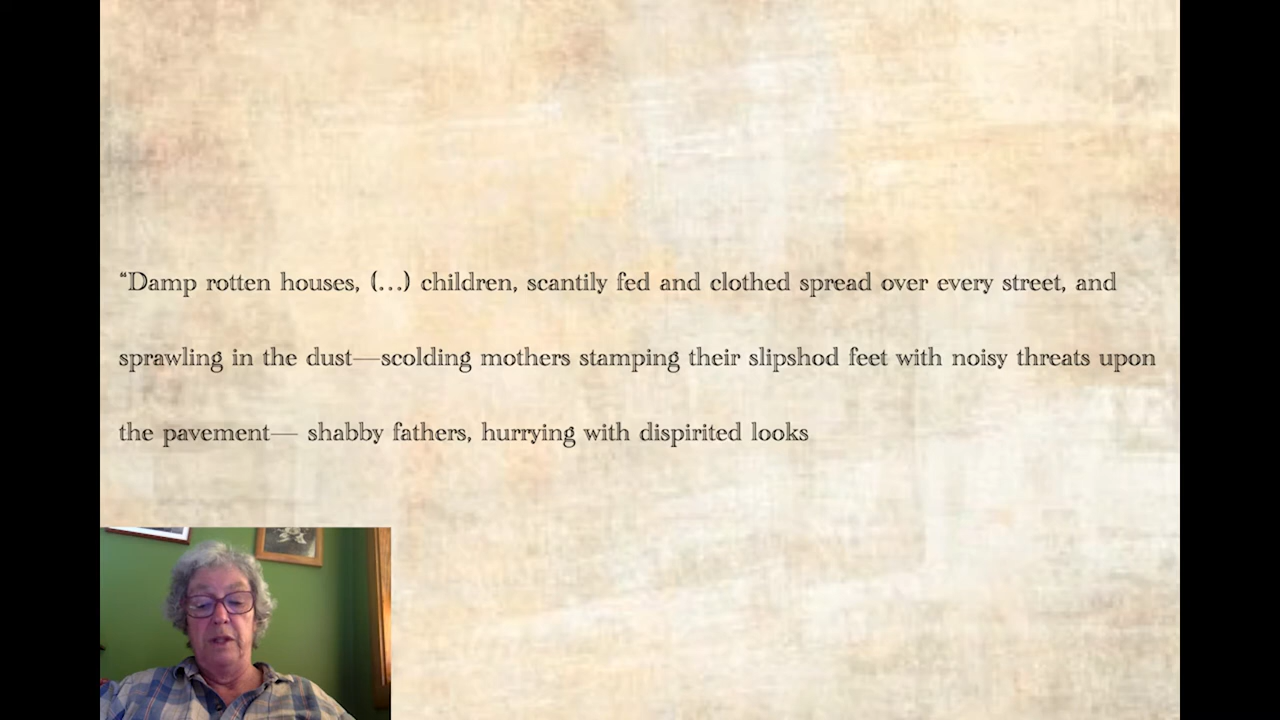 “Damp rotten houses, (...) children, scantily fed and clothed spread over every street, and
sprawling in the dust—scolding mothers stamping their slipshod feet with noisy threats upon
the pavement— shabby fathers, hurrying with dispirited looks